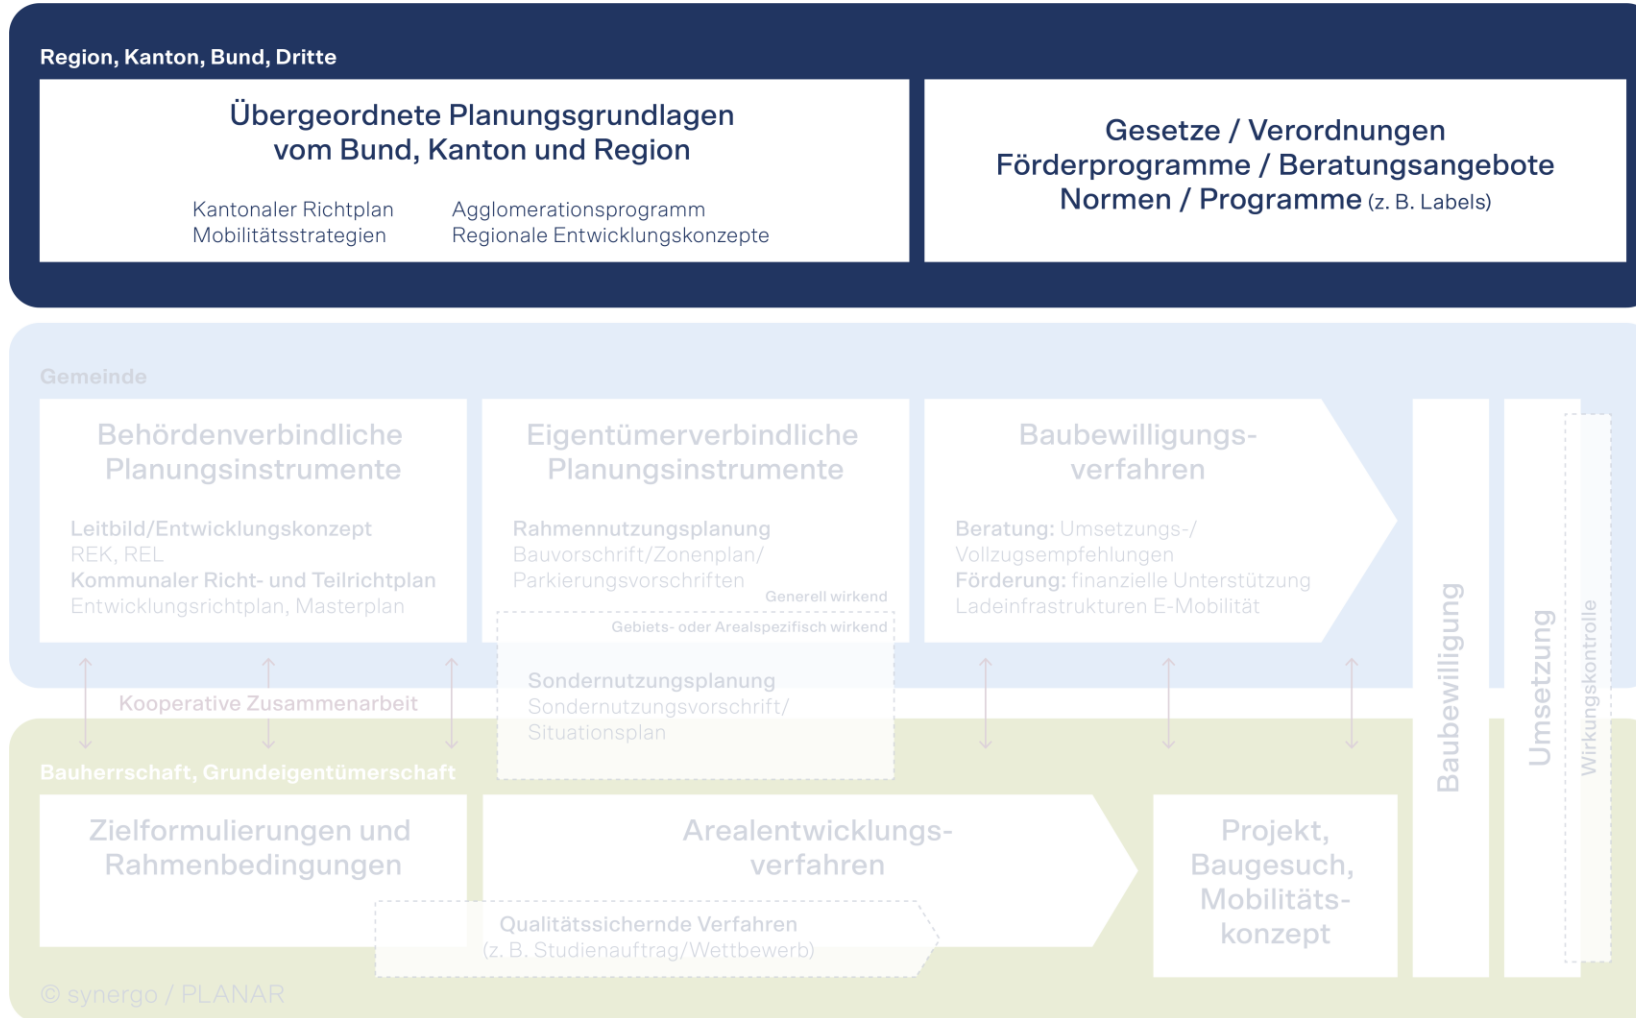 Region, Kanton, Bund, Dritte
Übergeordnete Planungsgrundlagen
vom Bund, Kanton und Region
Kantonaler Richtplan
Mobilitätsstrategien
Agglomerationsprogramm
Regionale Entwicklungskonzepte
Gesetze / Verordnungen
Förderprogramme / Beratungsangebote
Normen / Programme (z. B. Labels)
Gemeinde
Behördenverbindliche
Planungsinstrumente
Leitbild/Entwicklungskonzept
REK, REL
Kommunaler Richt- und Teilrichtplan
Entwicklungsrichtplan, Masterplan
Eigentümerverbindliche
Planungsinstrumente
Rahmennutzungsplanung
Bauvorschrift/Zonenplan/
Parkierungsvorschriften
Generell wirkend
Gebiets- oder Arealspezifisch wirkend
Sondernutzungsplanung
Sondernutzungsvorschrift/
Situationsplan
Baubewilligungs-
verfahren
Beratung: Umsetzungs-/
Vollzugsempfehlungen
Förderung: finanzielle Unterstützung
Ladeinfrastrukturen E-Mobilität
Baubewilligung
Umsetzung
Wirkungskontrolle
Kooperative Zusammenarbeit
Bauherrschaft, Grundeigentümerschaft
Zielformulierungen und
Rahmenbedingungen
Arealentwicklungs-
verfahren
Qualitätssichernde Verfahren
(z. B. Studienauftrag/Wettbewerb)
Projekt,
Baugesuch,
Mobilitäts-
konzept
© synergo / PLANAR